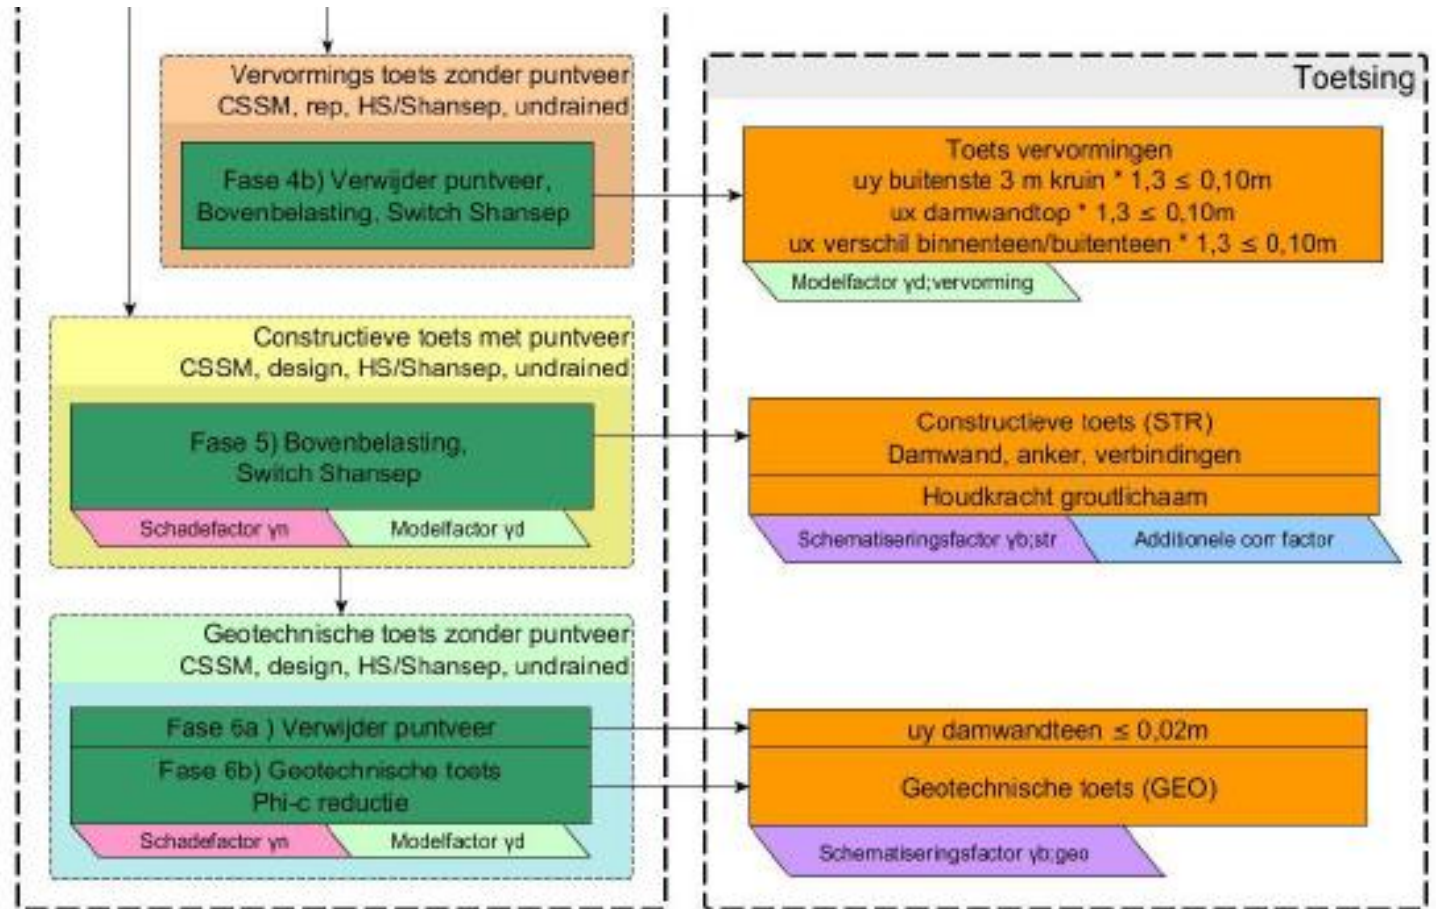 Vervormings toets zonder puntveer
CSSM, rep, HS/Shansep, undrained
Fase 4b) Verwijder puntveer,
Bovenbelasting, Switch Shansep
Constructieve toets met puntveer
CSSM, design, HS/Shansep, undrained
Fase 5) Bovenbelasting,
Switch Shansep
Schadefactor γn
Modelfactor γd
Geotechnische toets zonder puntveer
CSSM, design, HS/Shansep, undrained
Fase 6a ) Verwijder puntveer
Fase 6b) Geotechnische toets
Phi-c reductie
Schadefactor γn
Modelfactor γd
Toetsing
Toets vervormingen
uy buitenste 3 m kruin * 1,3 ≤ 0,10m
ux damwandtop * 1,3 ≤ 0,10m
ux verschil binnenteen/buitenteen * 1,3 ≤ 0,10m
Modelfactor γd;vervorming
Constructieve toets (STR)
Damwand, anker, verbindingen
Houdkracht groutlichaam
Schematiseringsfactor γb;str
Additionele corr factor
uy damwandteen ≤ 0,02m
Geotechnische toets (GEO)
Schematiseringsfactor γb;geo